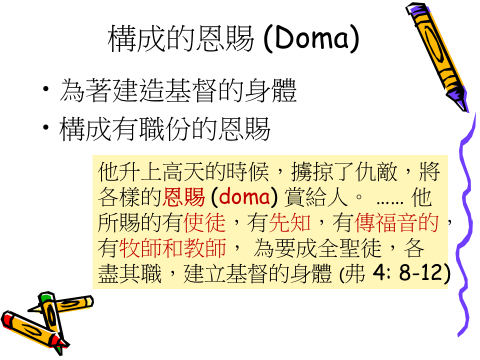 構成的恩賜 (Doma)
• 為著建造基督的身體
• 構成有職份的恩賜
他升上高天的時候，擄掠了仇敵，將
各樣的恩賜 (doma) 賞給人。 …… 他
所賜的有使徒，有先知，有傳福音的，
有牧師和教師， 為要成全聖徒，各
盡其職，建立基督的身體 (弗 4: 8-12)